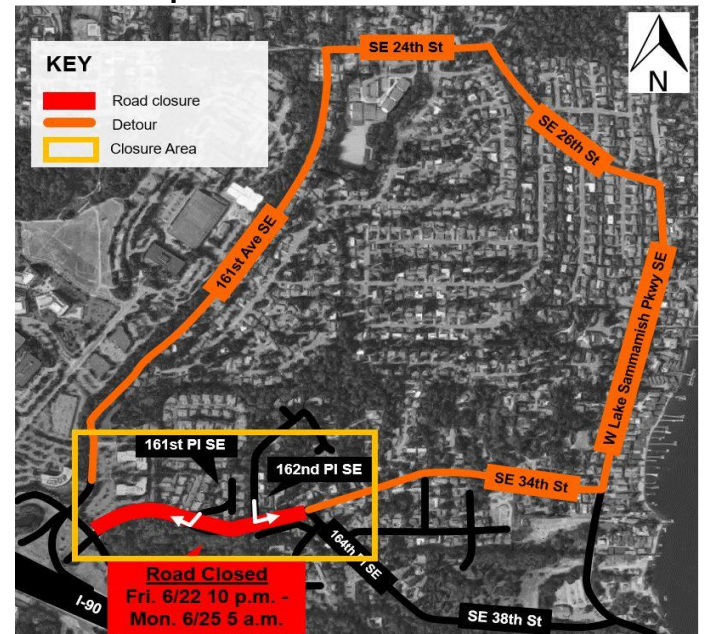 KEY
Road closure
Detour
Closure Area
N
SE 24th St
SE 26th St
161st Ave SE
W Lake Sammamish Pkwy SE
161st Pl SE
162nd Pl SE
SE 34th St
164th Pl SE
Road Closed
Fri. 6/22 10 p.m. -
Mon. 6/25 5 a.m.
I-90
SE 38th St